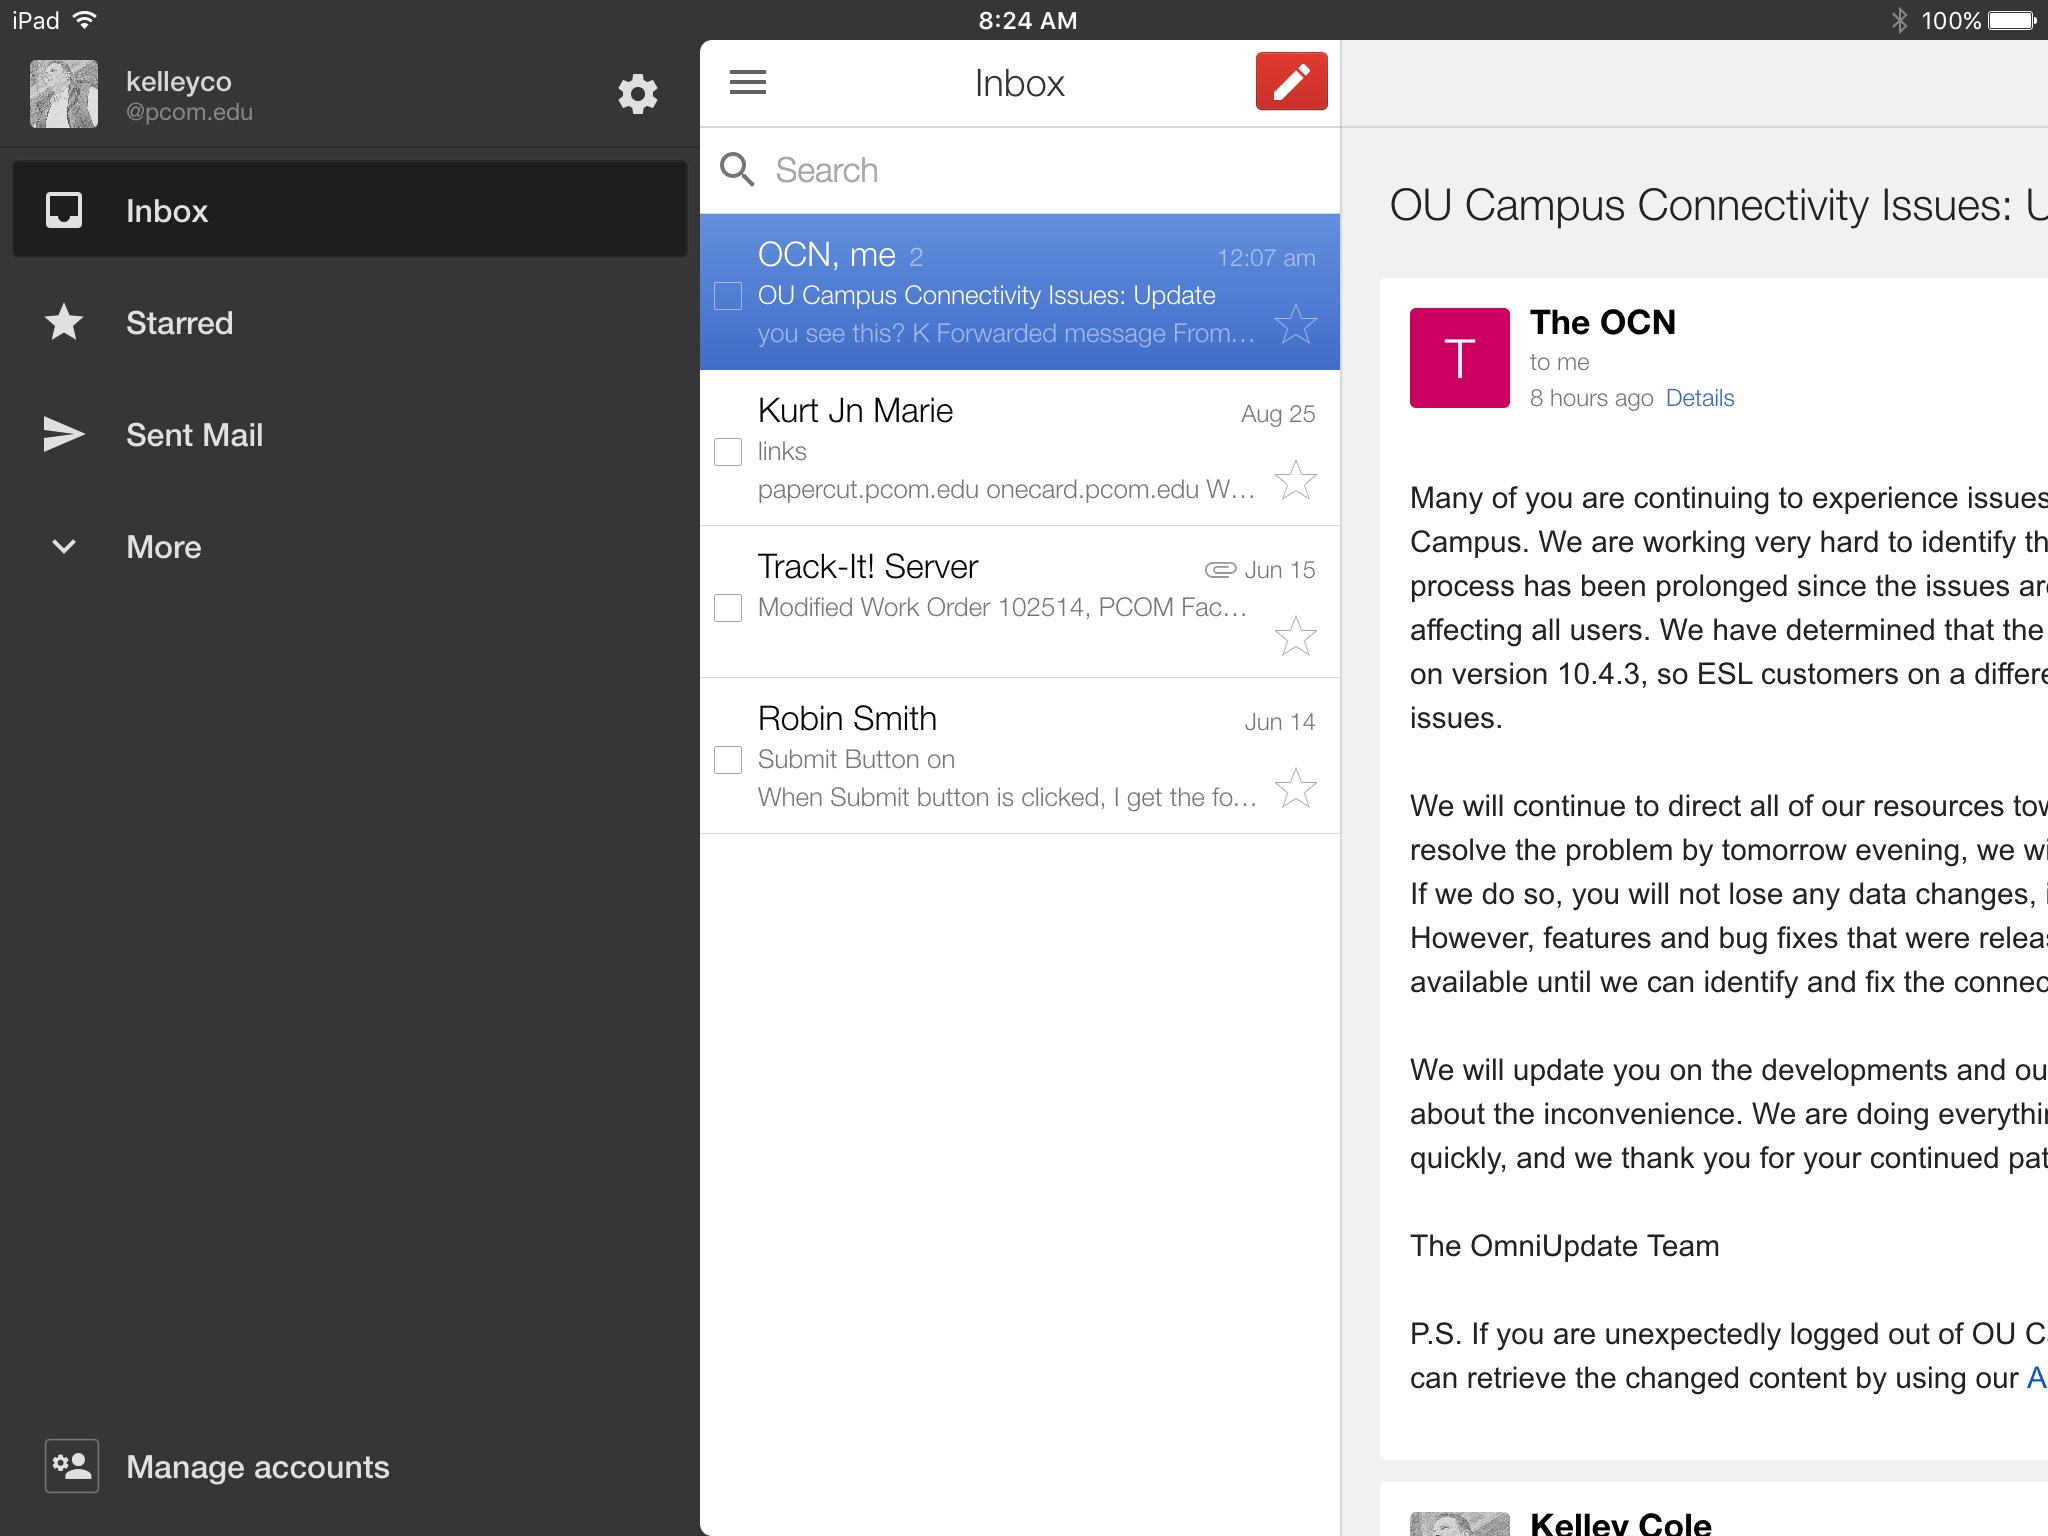 iPad 8:24 AM 100%
kelleyco
@pcom.edu
Inbox
Starred
Sent Mail
More
Manage accounts
Inbox
Search
OCN, me 2 12:07 am
OU Campus Connectivity Issues: Update
you see this? K Forwarded message From...
Kurt Jn Marie Aug 25
links
papercut.pcom.edu onecard.pcom.edu W...
Track-It! Server Jun 15
Modified Work Order 102514, PCOM Fac...
Robin Smith Jun 14
Submit Button on
When Submit button is clicked, I get the fo...
OU Campus Connectivity Issues: U
T
The OCN
to me
8 hours ago Details
Many of you are continuing to experience issues
Campus. We are working very hard to identify th
process has been prolonged since the issues are
affecting all users. We have determined that the
on version 10.4.3, so ESL customers on a differe
issues.
We will continue to direct all of our resources tow
resolve the problem by tomorrow evening, we wi
If we do so, you will not lose any data changes, i
However, features and bug fixes that were releas
available until we can identify and fix the connec
We will update you on the developments and ou
about the inconvenience. We are doing everythin
quickly, and we thank you for your continued pat
The OmniUpdate Team
P.S. If you are unexpectedly logged out of OU Ca
can retrieve the changed content by using our A
Kelley Cole